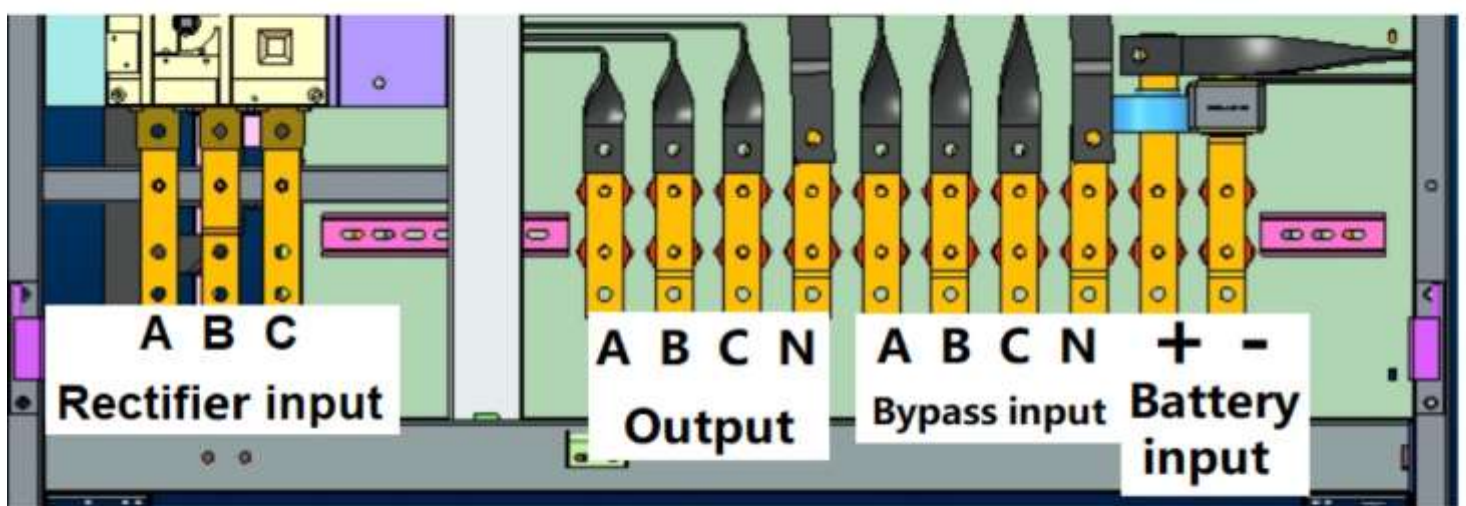 A B C
Rectifier input
A B C N
Output
A B C N
Bypass input
+ -
Battery
input